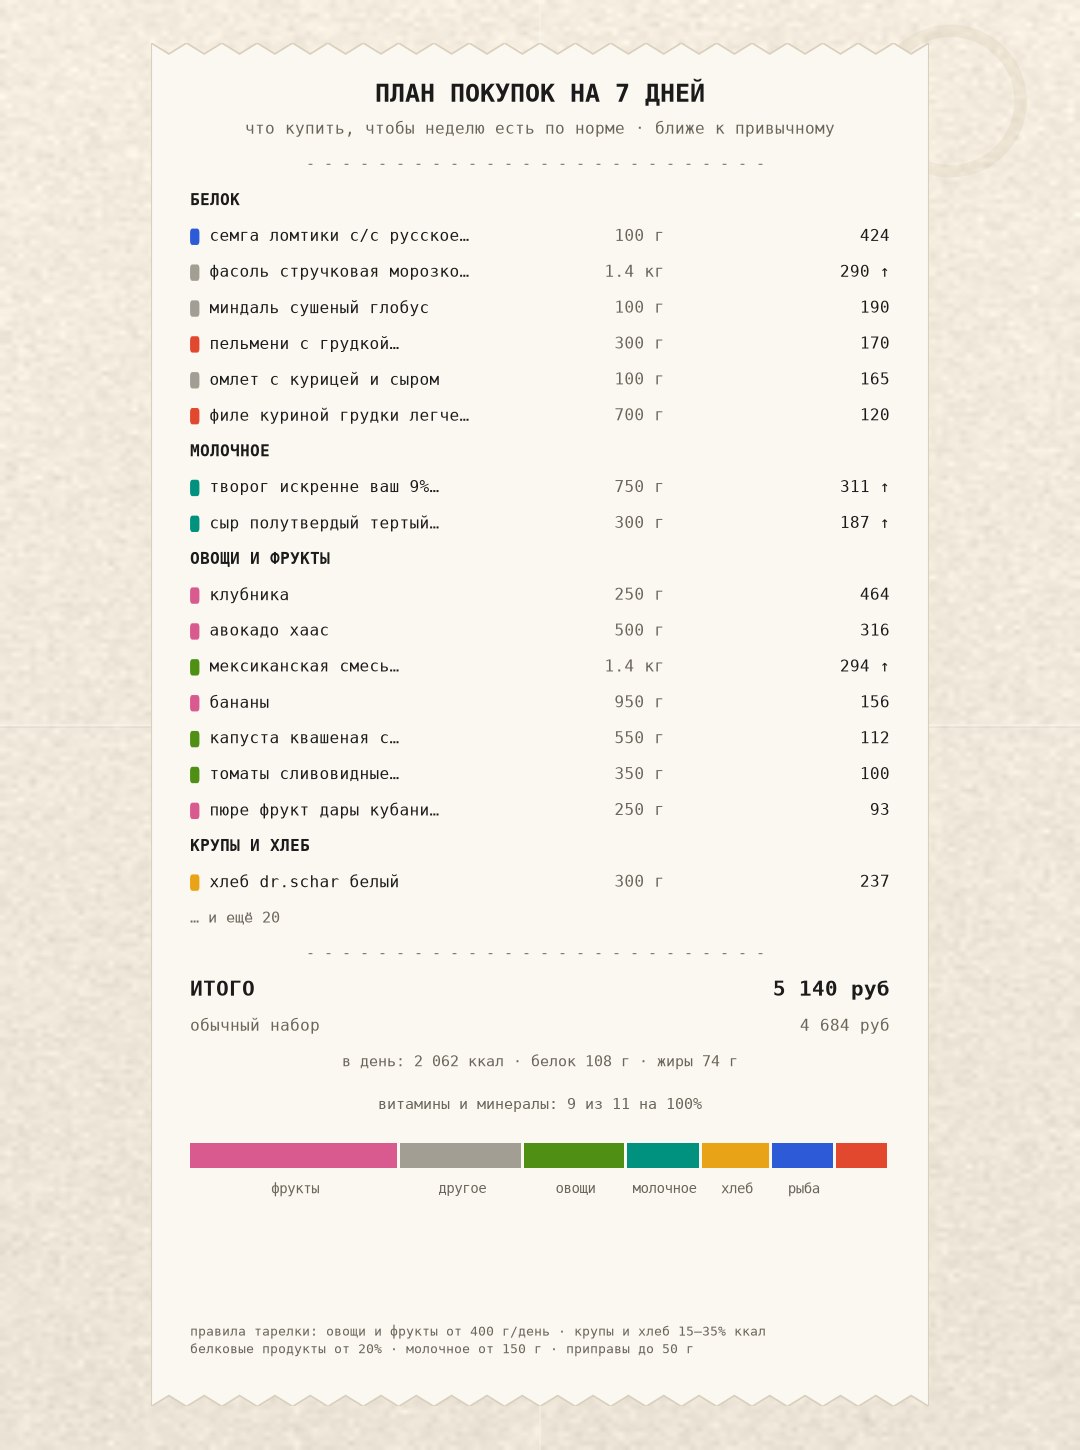 ПЛАН ПОКУПОК НА 7 ДНЕЙ
что купить, чтобы неделю есть по норме · ближе к привычному
- - - - - - - - - - - - - - - - - - - - - - - - - -
БЕЛОК
семга ломтики с/с русское… 100 г 424
фасоль стручковая морозко… 1.4 кг 290 ↑
миндаль сушеный глобус 100 г 190
пельмени с грудкой… 300 г 170
омлет с курицей и сыром 100 г 165
филе куриной грудки легче… 700 г 120
МОЛОЧНОЕ
творог искренне ваш 9%… 750 г 311 ↑
сыр полутвердый тертый… 300 г 187 ↑
ОВОЩИ И ФРУКТЫ
клубника 250 г 464
авокадо хаас 500 г 316
мексиканская смесь… 1.4 кг 294 ↑
бананы 950 г 156
капуста квашеная с… 550 г 112
томаты сливовидные… 350 г 100
пюре фрукт дары кубани… 250 г 93
КРУПЫ И ХЛЕБ
хлеб dr.schar белый 300 г 237
… и ещё 20
- - - - - - - - - - - - - - - - - - - - - - - - - -
ИТОГО 5 140 руб
обычный набор 4 684 руб
в день: 2 062 ккал · белок 108 г · жиры 74 г
витамины и минералы: 9 из 11 на 100%
фрукты другое овощи молочное хлеб рыба
правила тарелки: овощи и фрукты от 400 г/день · крупы и хлеб 15–35% ккал
белковые продукты от 20% · молочное от 150 г · приправы до 50 г